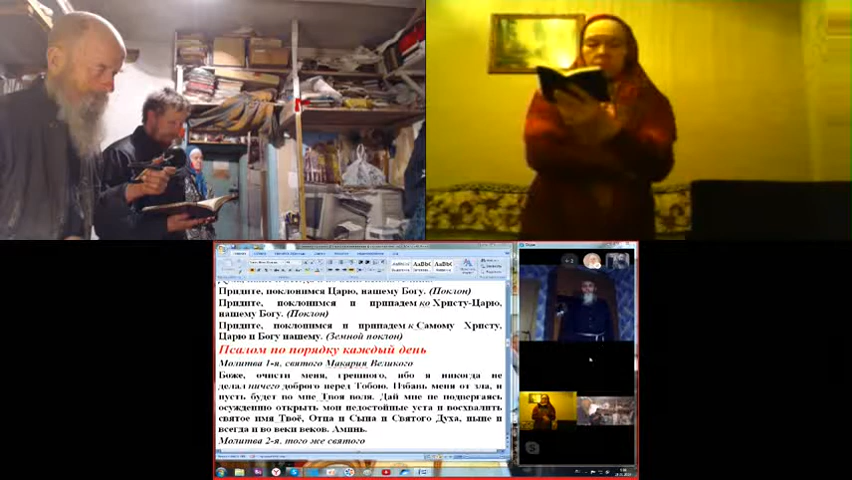 Придите, поклонимся Царю, нашему Богу. (Поклон)
Придите, поклонимся и припадем ко Христу-Царю,
нашему Богу. (Поклон)
Придите, поклонимся и припадем к Самому Христу,
Царю и Богу нашему. (Земной поклон)
Псалом по порядку каждый день
Молитва 1-я, святого Макария Великого
Боже, очисти меня, грешного, ибо я никогда не
делал ничего доброго перед Тобою. Избавь меня от зла, и
пусть будет во мне Твоя воля. Дай мне не подвергаясь
осуждению открыть мои недостойные уста и восхвалить
святое имя Твоё, Отца и Сына и Святого Духа, ныне и
всегда и во веки веков. Аминь.
Молитва 2-я, того же святого